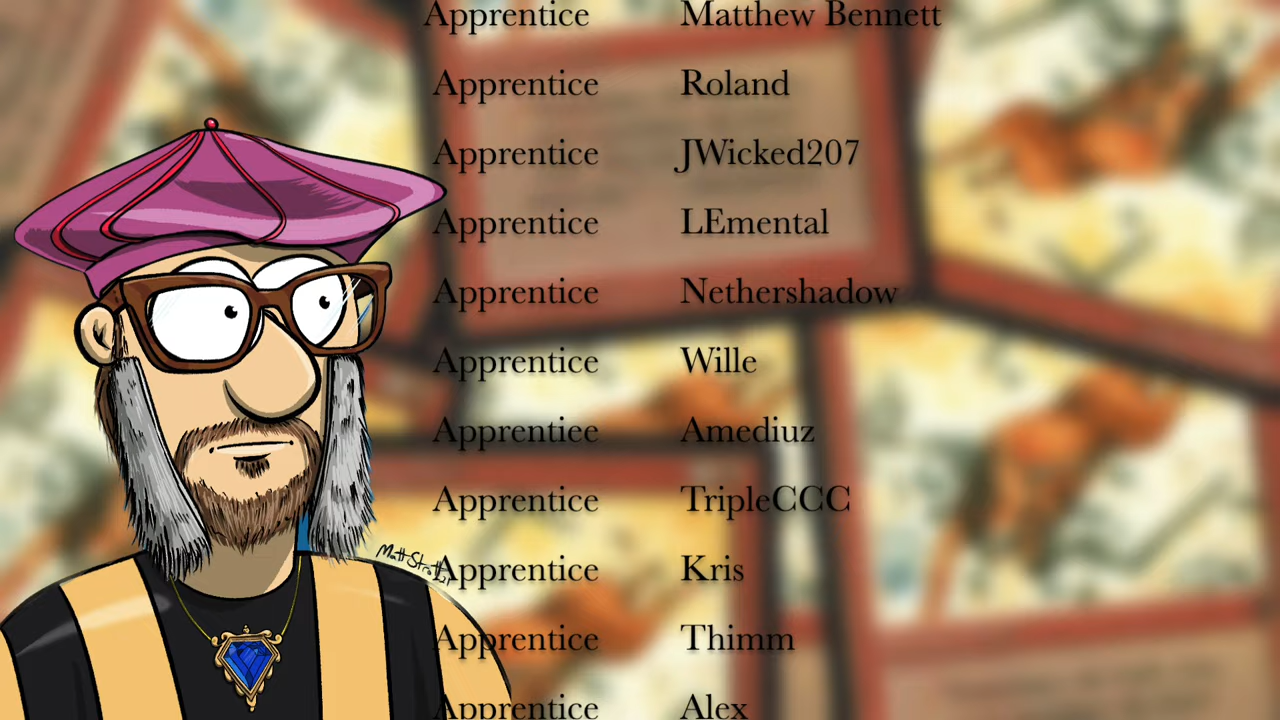 Apprentice Matthew Bennett
Apprentice Roland
Apprentice JWicked207
Apprentice LEmental
Apprentice Nethershadow
Apprentice Wille
Apprentice Amediuz
Apprentice TripleCCC
Apprentice Kris
Apprentice Thimm
Apprentice Alex